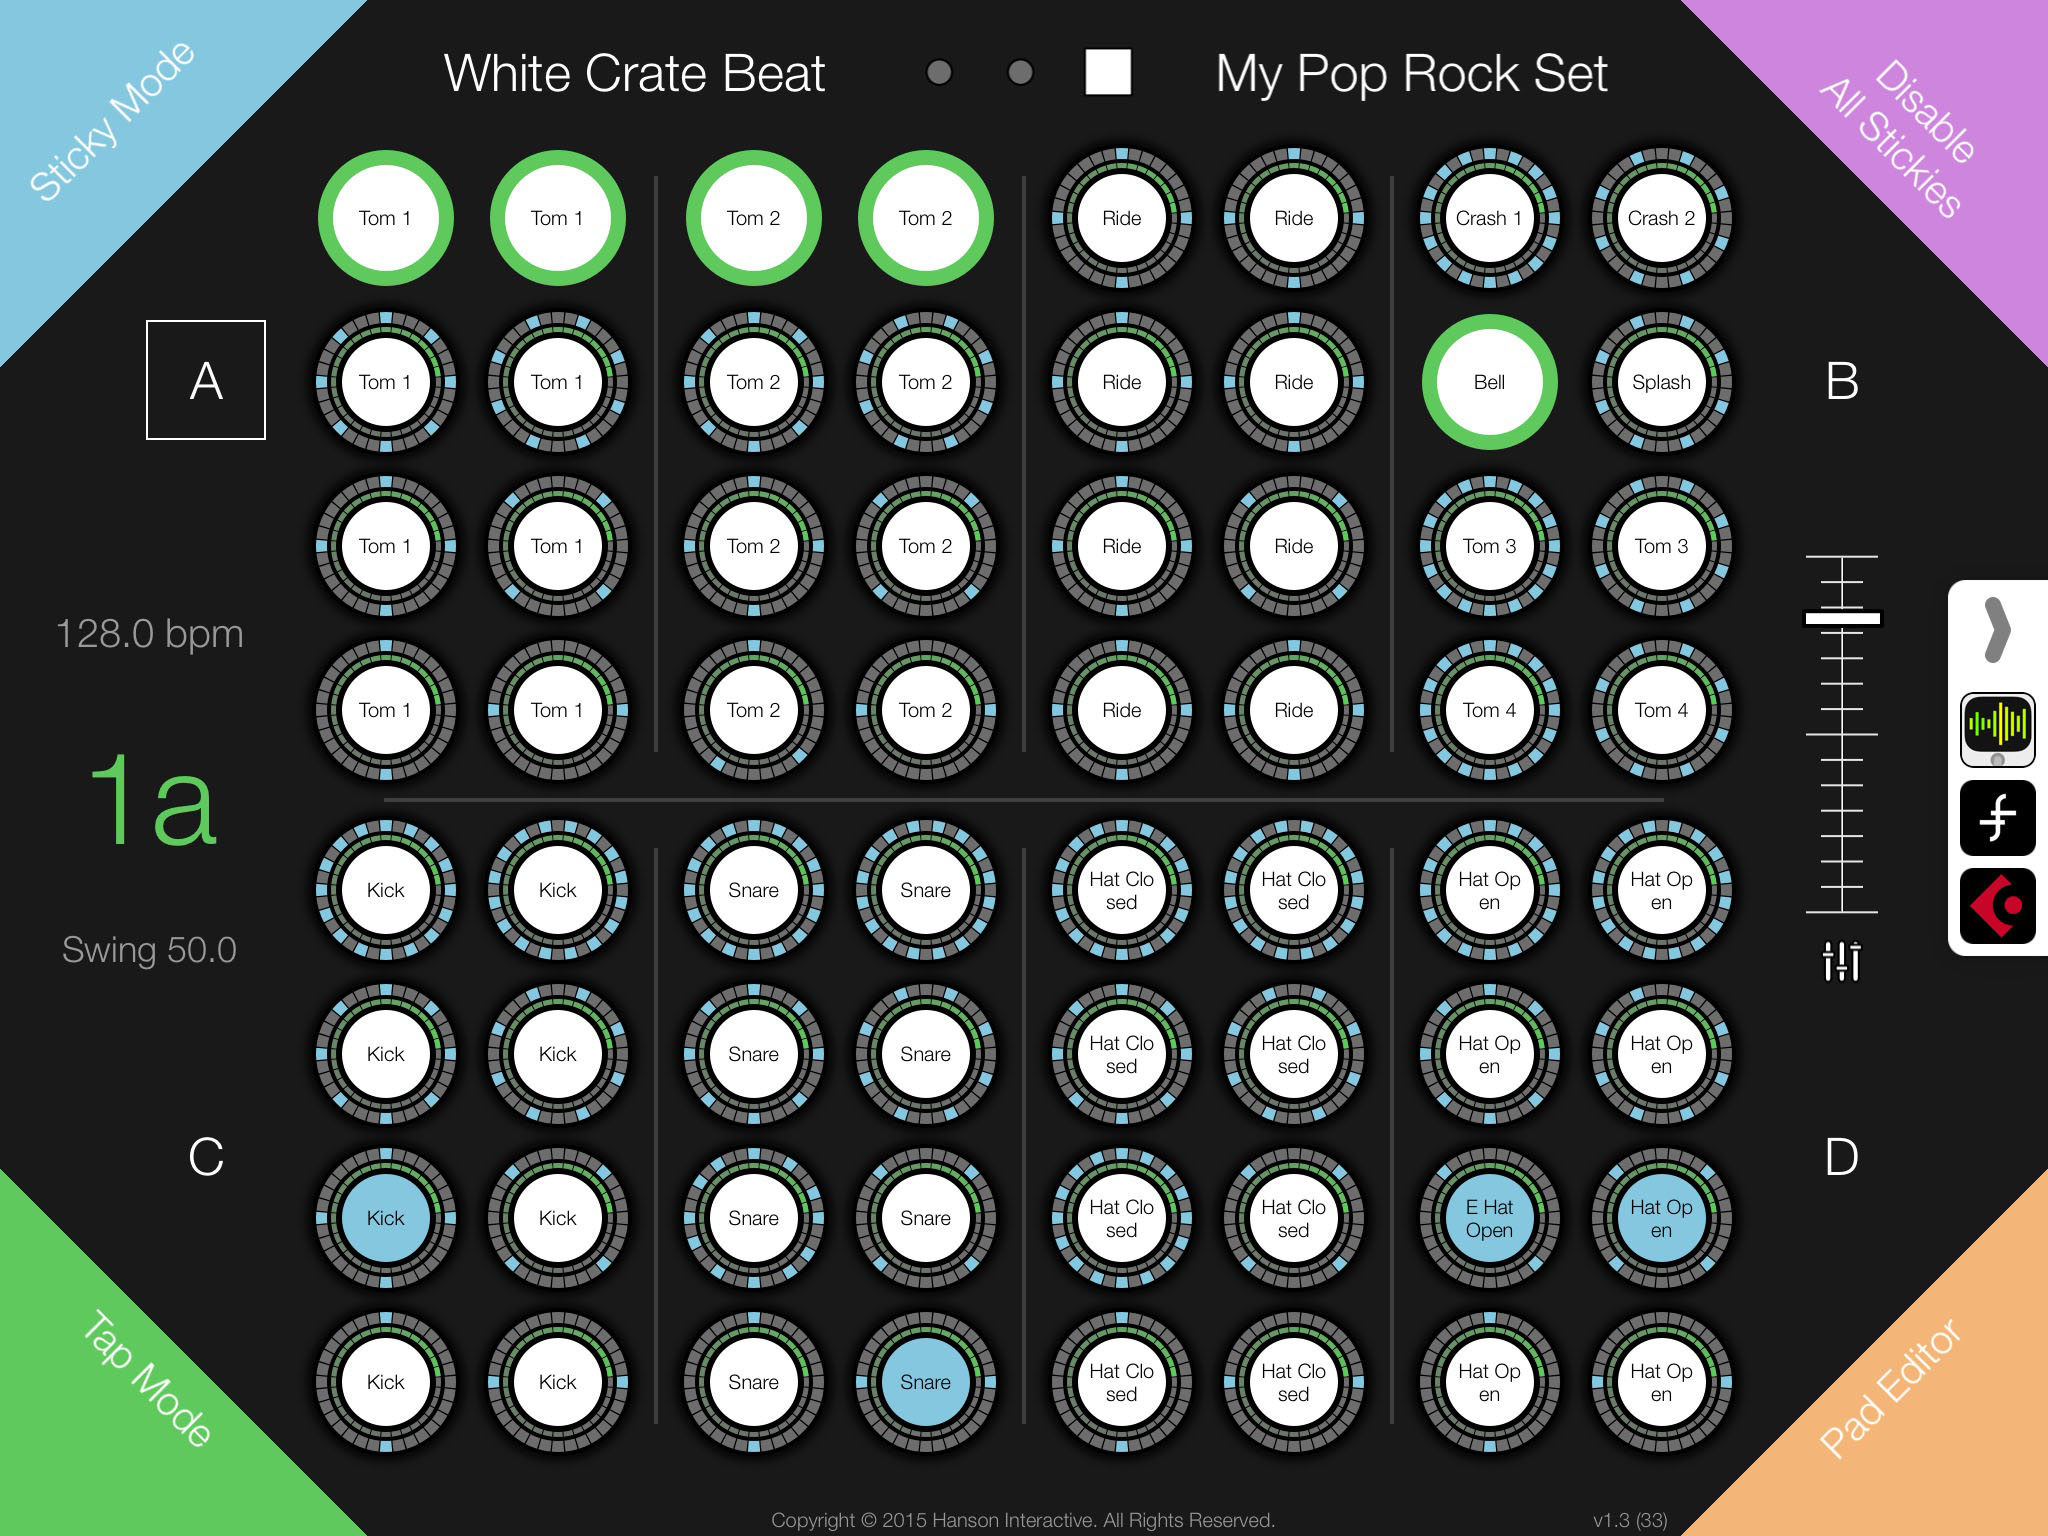 Sticky Mode
White Crate Beat
My Pop Rock Set
Disable
All Stickies
Tom 1
Tom 1
Tom 2
Tom 2
Ride
Ride
Crash 1
Crash 2
A
Tom 1
Tom 1
Tom 2
Tom 2
Ride
Ride
Bell
Splash
B
Tom 1
Tom 1
Tom 2
Tom 2
Ride
Ride
Tom 3
Tom 3
128.0 bpm
Tom 1
Tom 1
Tom 2
Tom 2
Ride
Ride
Tom 4
Tom 4
1a
Kick
Kick
Snare
Snare
Hat Clo
sed
Hat Clo
sed
Hat Op
en
Hat Op
en
Swing 50.0
Kick
Kick
Snare
Snare
Hat Clo
sed
Hat Clo
sed
Hat Op
en
Hat Op
en
C
Kick
Kick
Snare
Snare
Hat Clo
sed
Hat Clo
sed
E Hat
Open
Hat Op
en
D
Tap Mode
Kick
Kick
Snare
Snare
Hat Clo
sed
Hat Clo
sed
Hat Op
en
Hat Op
en
Pad Editor
Copyright © 2015 Hanson Interactive. All Rights Reserved.
v1.3 (33)